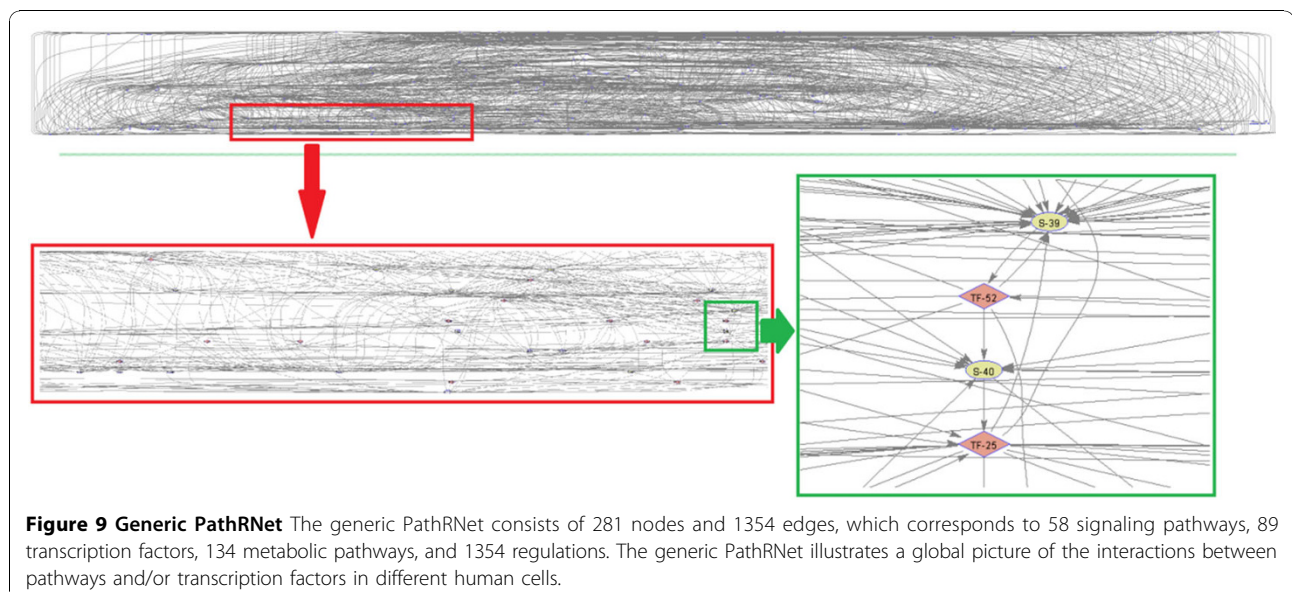 S-39
TF-52
S-40
TF-25
Figure 9 Generic PathRNet The generic PathRNet consists of 281 nodes and 1354 edges, which corresponds to 58 signaling pathways, 89
transcription factors, 134 metabolic pathways, and 1354 regulations. The generic PathRNet illustrates a global picture of the interactions between
pathways and/or transcription factors in different human cells.